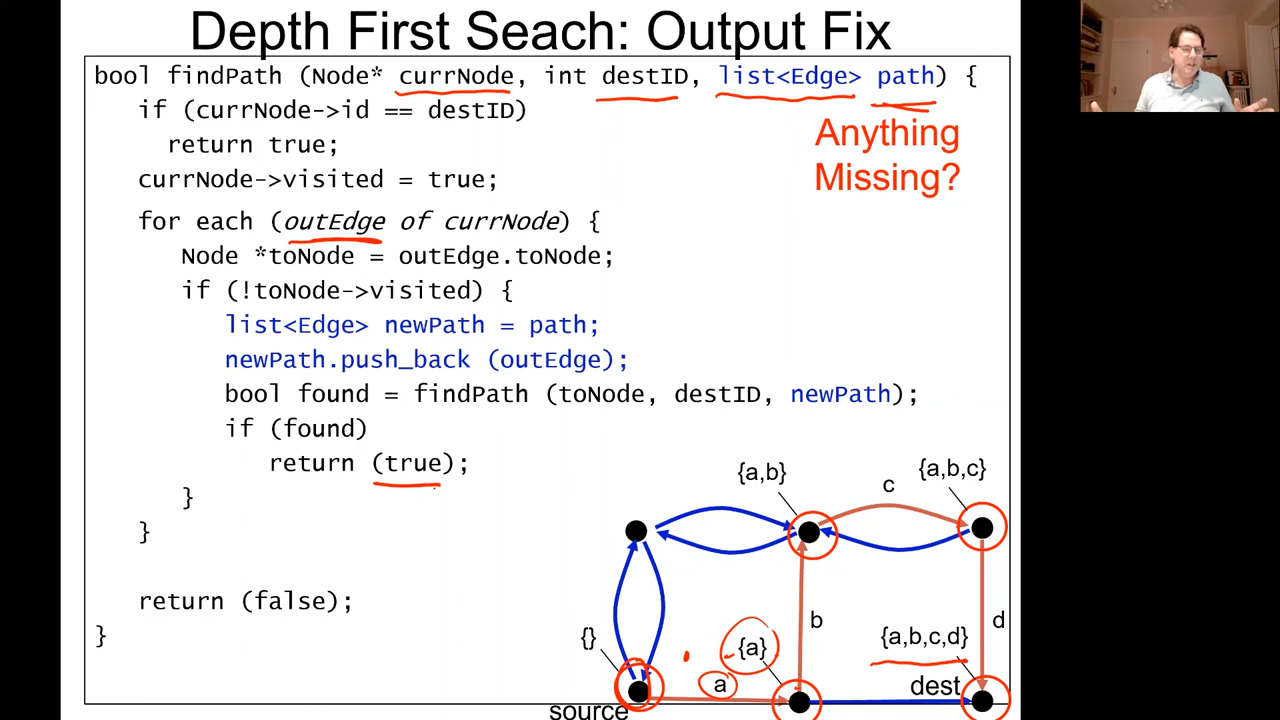 Depth First Seach: Output Fix
bool findPath (Node* currNode, int destID, list<Edge> path) {
if (currNode->id == destID)
return true;
currNode->visited = true;
for each (outEdge of currNode) {
Node *toNode = outEdge.toNode;
if (!toNode->visited) {
list<Edge> newPath = path;
newPath.push_back (outEdge);
bool found = findPath (toNode, destID, newPath);
if (found)
return (true);
}
}
return (false);
}
Anything
Missing?
{a,b}
c
{a,b,c}
{}
{a}
b
{a,b,c,d}
d
a
dest
source